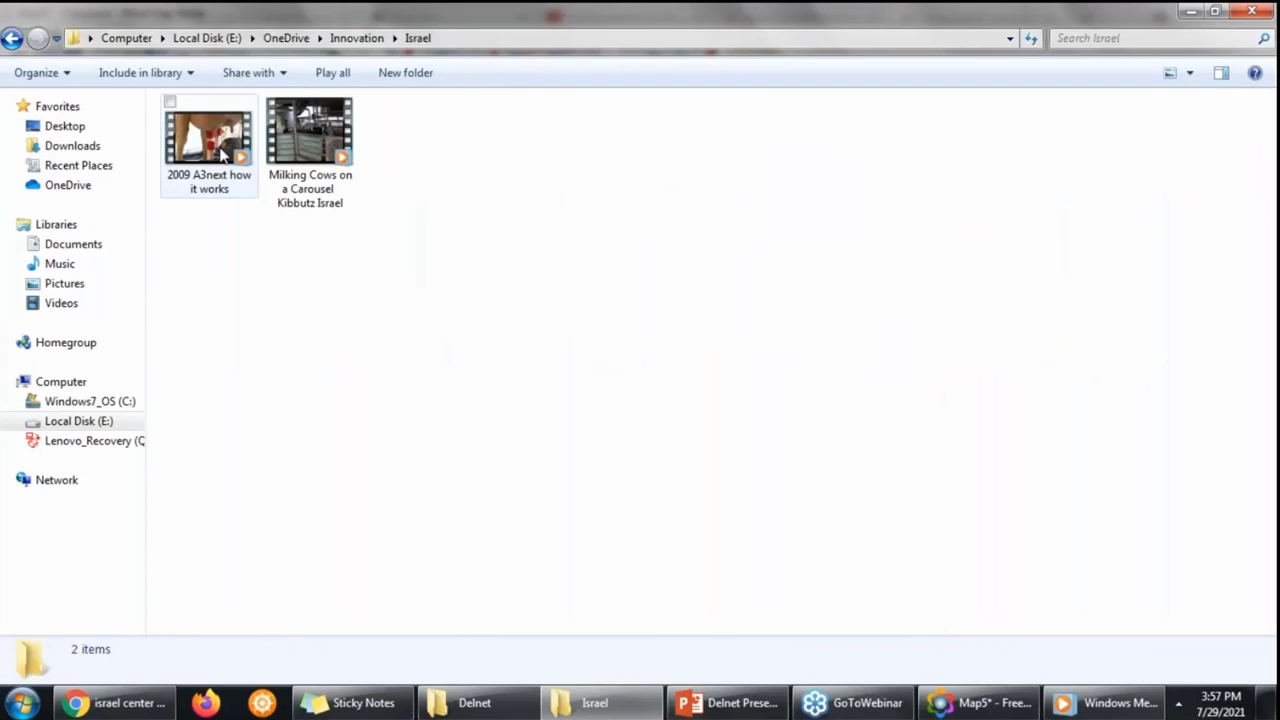 Computer Local Disk (E:) OneDrive Innovation Israel Search Israel
Organize Include in library Share with Play all New folder
Favorites
Desktop
Downloads
Recent Places
OneDrive
Libraries
Documents
Music
Pictures
Videos
Homegroup
Computer
Windows7_OS (C:)
Local Disk (E:)
Lenovo_Recovery (Q
Network
2009 A3next how
it works
Milking Cows on
a Carousel
Kibbutz Israel
2 items
israel center ... Sticky Notes Delnet Israel Delnet Prese... GoToWebinar Map5* - Free... Windows Me...
3:57 PM
7/29/2021